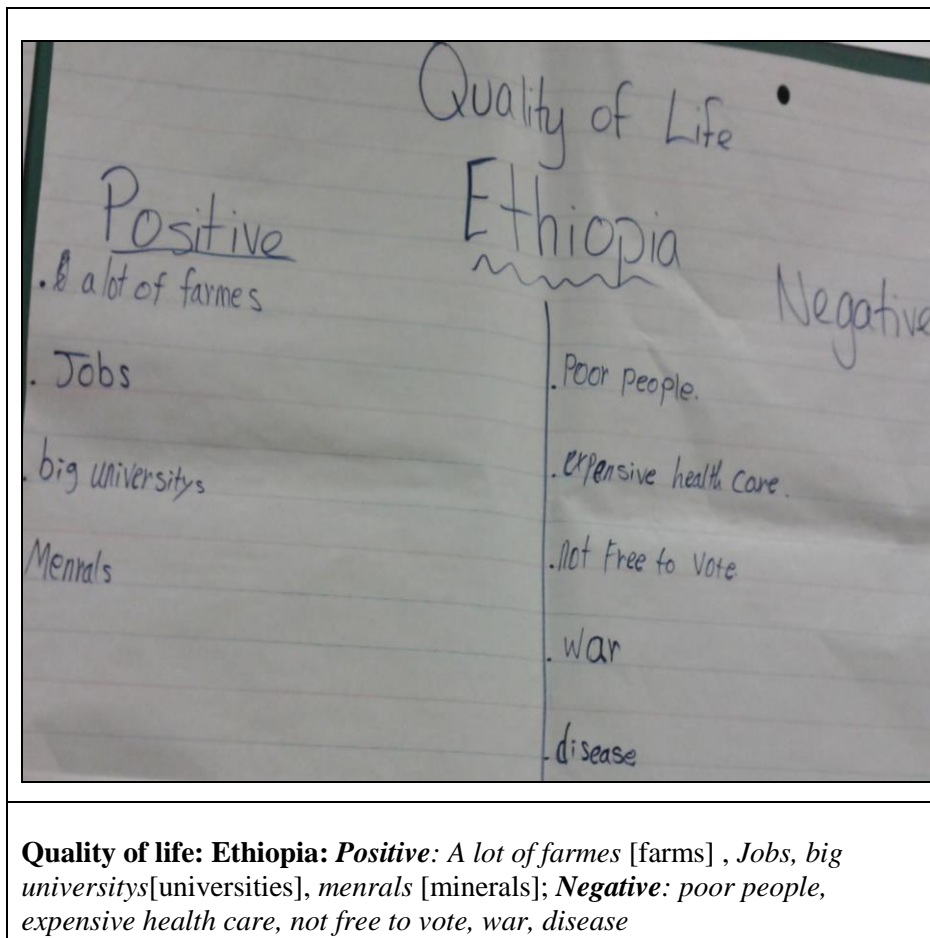 Quality of Life
Ethiopia
Positive
. a lot of farmes
. Jobs
. big universitys
Menrals
Negative
. Poor people.
. expensive health care.
. not Free to vote.
. war
. disease
Quality of life: Ethiopia: Positive: A lot of farmes [farms] , Jobs, big
universitys[universities], menrals [minerals]; Negative: poor people,
expensive health care, not free to vote, war, disease